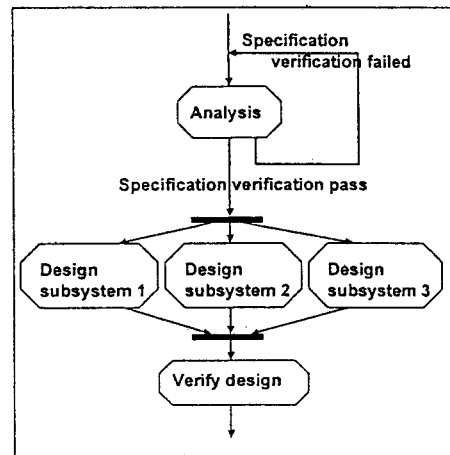 Specification
verification failed
Analysis
Specification verification pass
Design
subsystem 1
Design
subsystem 2
Design
subsystem 3
Verify design